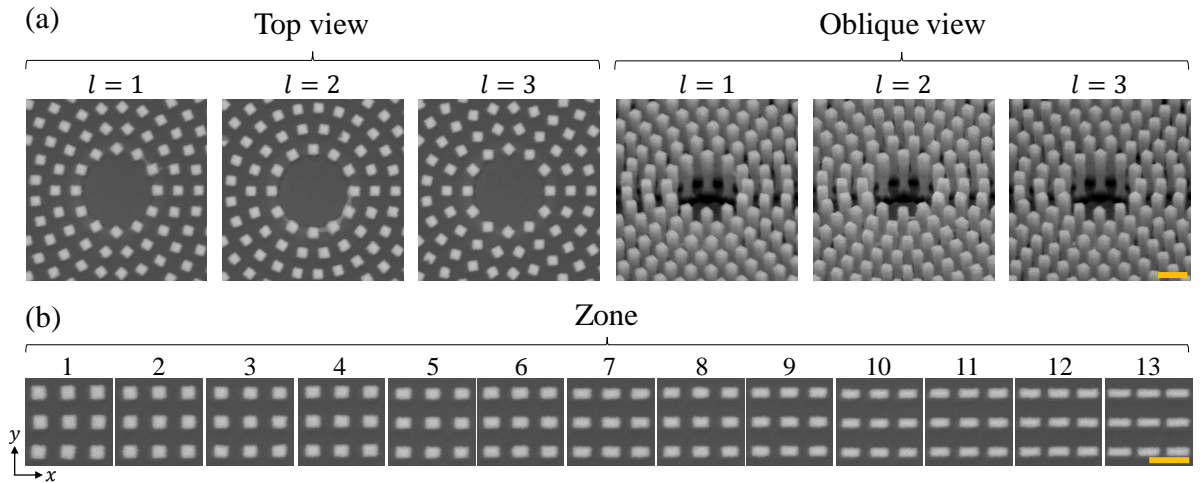 (a)
Top view
Oblique view
l = 1
l = 2
l = 3
l = 1
l = 2
l = 3
(b)
Zone
1 2 3 4 5 6 7 8 9 10 11 12 13
y
x